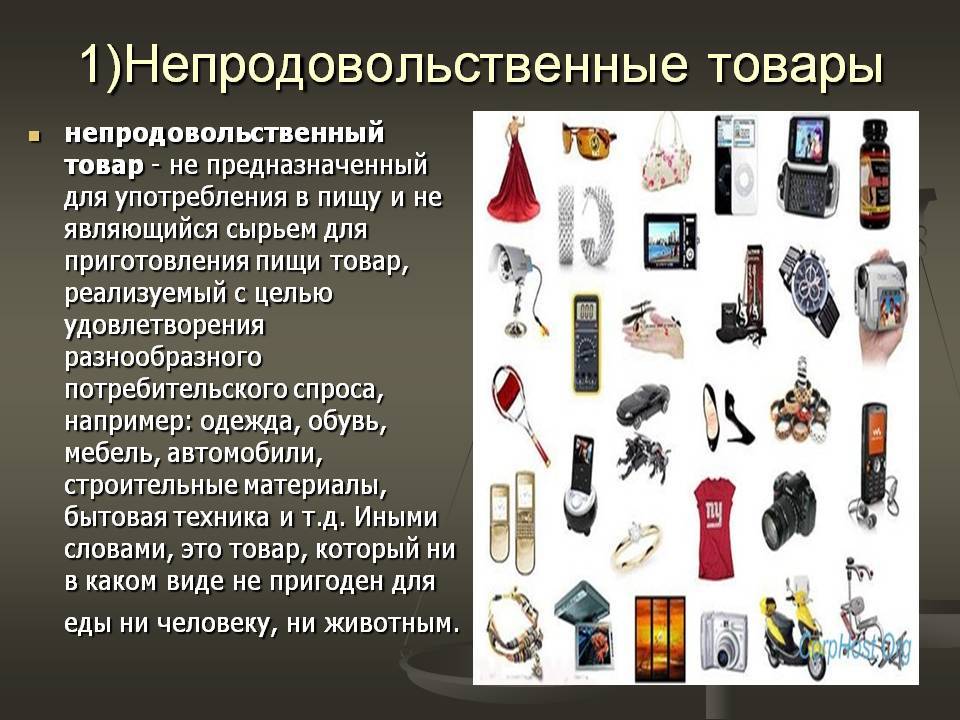 1)Непродовольственные товары
непродовольственный
товар - не предназначенный
для употребления в пищу и не
являющийся сырьем для
приготовления пищи товар,
реализуемый с целью
удовлетворения
разнообразного
потребительского спроса,
например: одежда, обувь,
мебель, автомобили,
строительные материалы,
бытовая техника и т.д. Иными
словами, это товар, который ни
в каком виде не пригоден для
еды ни человеку, ни животным.
ny
CorpHost.Org